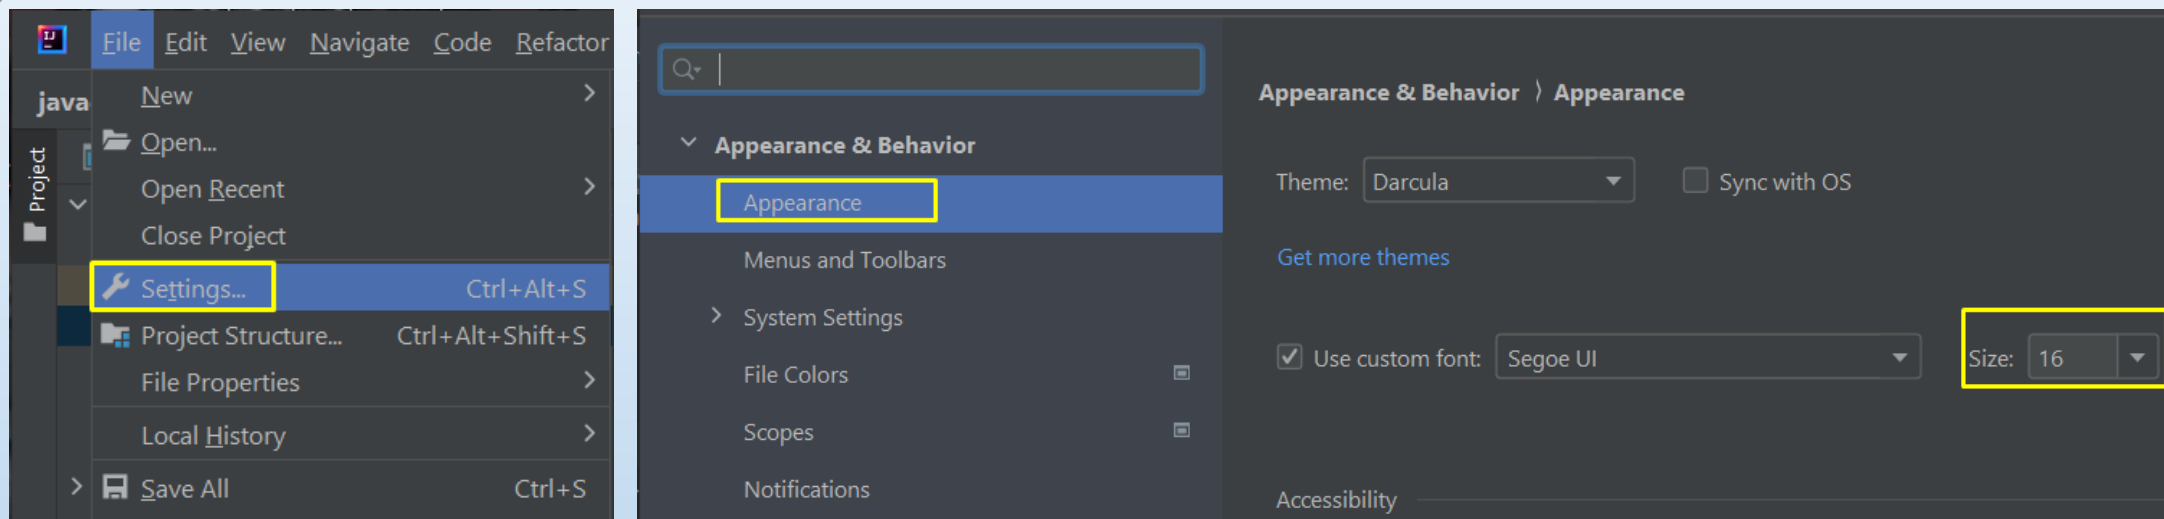 IJ
File Edit View Navigate Code Refactor
java
Project
New
Open...
Open Recent
Close Project
Settings... Ctrl+Alt+S
Project Structure... Ctrl+Alt+Shift+S
File Properties
Local History
Save All Ctrl+S
Appearance & Behavior
Appearance
Menus and Toolbars
System Settings
File Colors
Scopes
Notifications
Appearance & Behavior ⟩ Appearance
Theme: Darcula Sync with OS
Get more themes
Use custom font: Segoe UI Size: 16
Accessibility